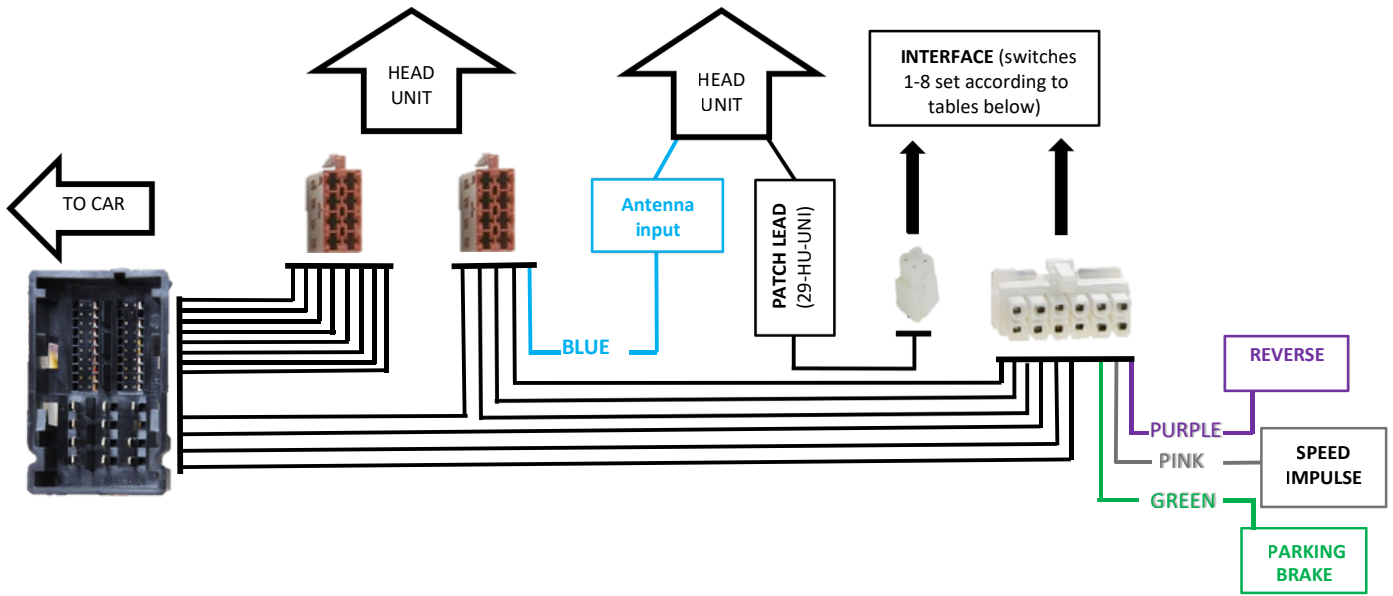 HEAD
UNIT
HEAD
UNIT
INTERFACE (switches
1-8 set according to
tables below)
TO CAR
Antenna
input
PATCH LEAD
(29-HU-UNI)
BLUE
REVERSE
PURPLE
PINK
SPEED
IMPULSE
GREEN
PARKING
BRAKE